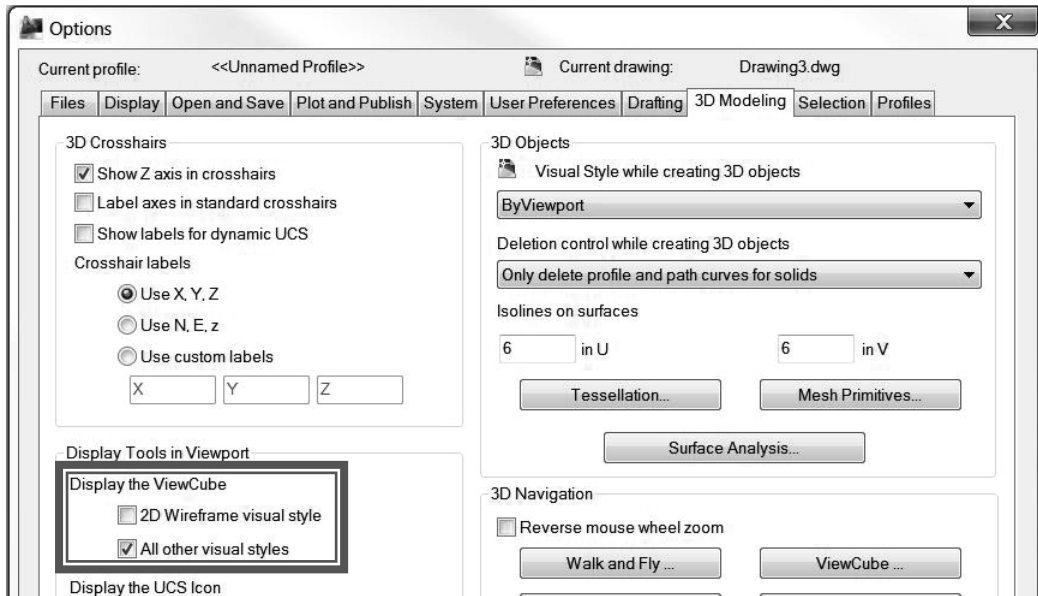 Options
X
Current profile: <<Unnamed Profile>> Current drawing: Drawing3.dwg
Files Display Open and Save Plot and Publish System User Preferences Drafting 3D Modeling Selection Profiles
3D Crosshairs
Show Z axis in crosshairs
Label axes in standard crosshairs
Show labels for dynamic UCS
Crosshair labels
Use X, Y, Z
Use N, E, z
Use custom labels
X Y Z
Display Tools in Viewport
Display the ViewCube
2D Wireframe visual style
All other visual styles
Display the UCS Icon
3D Objects
Visual Style while creating 3D objects
ByViewport
Deletion control while creating 3D objects
Only delete profile and path curves for solids
Isolines on surfaces
6 in U 6 in V
Tessellation... Mesh Primitives...
Surface Analysis...
3D Navigation
Reverse mouse wheel zoom
Walk and Fly ... ViewCube ...